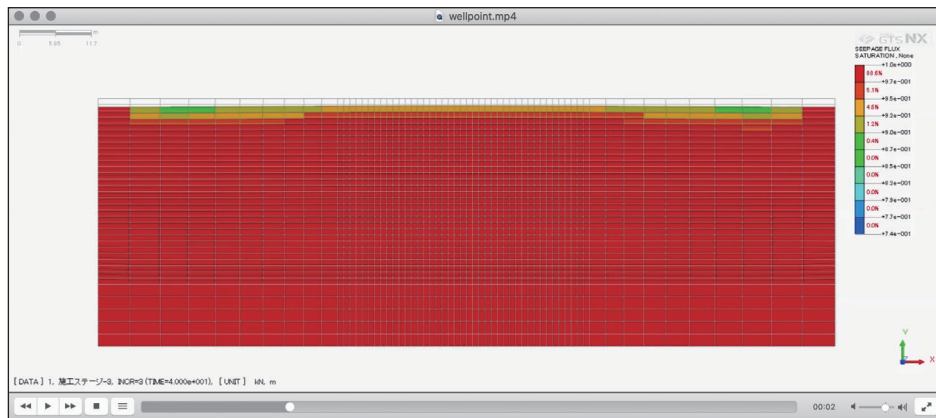 wellpoint.mp4
0 5.85 11.7
GTS NX
SEEPAGE FLUX
SATURATION, None
+1.0e+000
88.6%
+9.7e-001
5.1%
+9.5e-001
4.6%
+9.2e-001
1.3%
+9.0e-001
0.4%
+8.7e-001
0.0%
+8.5e-001
0.0%
+8.2e-001
0.0%
+7.9e-001
0.0%
+7.7e-001
0.0%
+7.4e-001
Y
Z X
[ DATA ] 1, 施工ステージ-3, INCR=3 (TIME=4.000e+001), [ UNIT ] kN, m
00:02